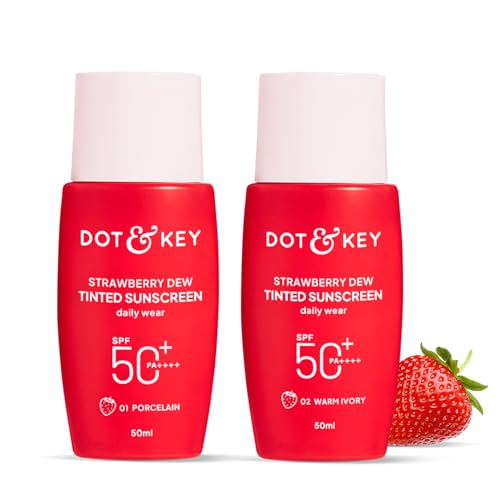 DOT & KEY
STRAWBERRY DEW
TINTED SUNSCREEN
daily wear
SPF
50+
PA++++
01 PORCELAIN
50ml
DOT & KEY
STRAWBERRY DEW
TINTED SUNSCREEN
daily wear
SPF
50+
PA++++
02 WARM IVORY
50ml